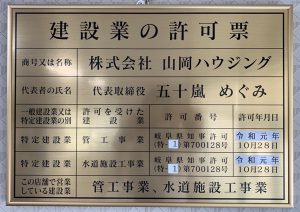 建設業の許可票
商号又は名称 株式会社 山岡ハウジング
代表者の氏名 代表取締役 五十嵐 めぐみ
一般建設業又は特定建設業の別 許可を受けた建設業 許可番号 許可年月日
特定建設業 管工事業 岐阜県知事許可(特-1)第700128号 令和元年10月28日
特定建設業 水道施設工事業 岐阜県知事許可(特-1)第700128号 令和元年10月28日
この店舗で営業している建設業 管工事業、水道施設工事業